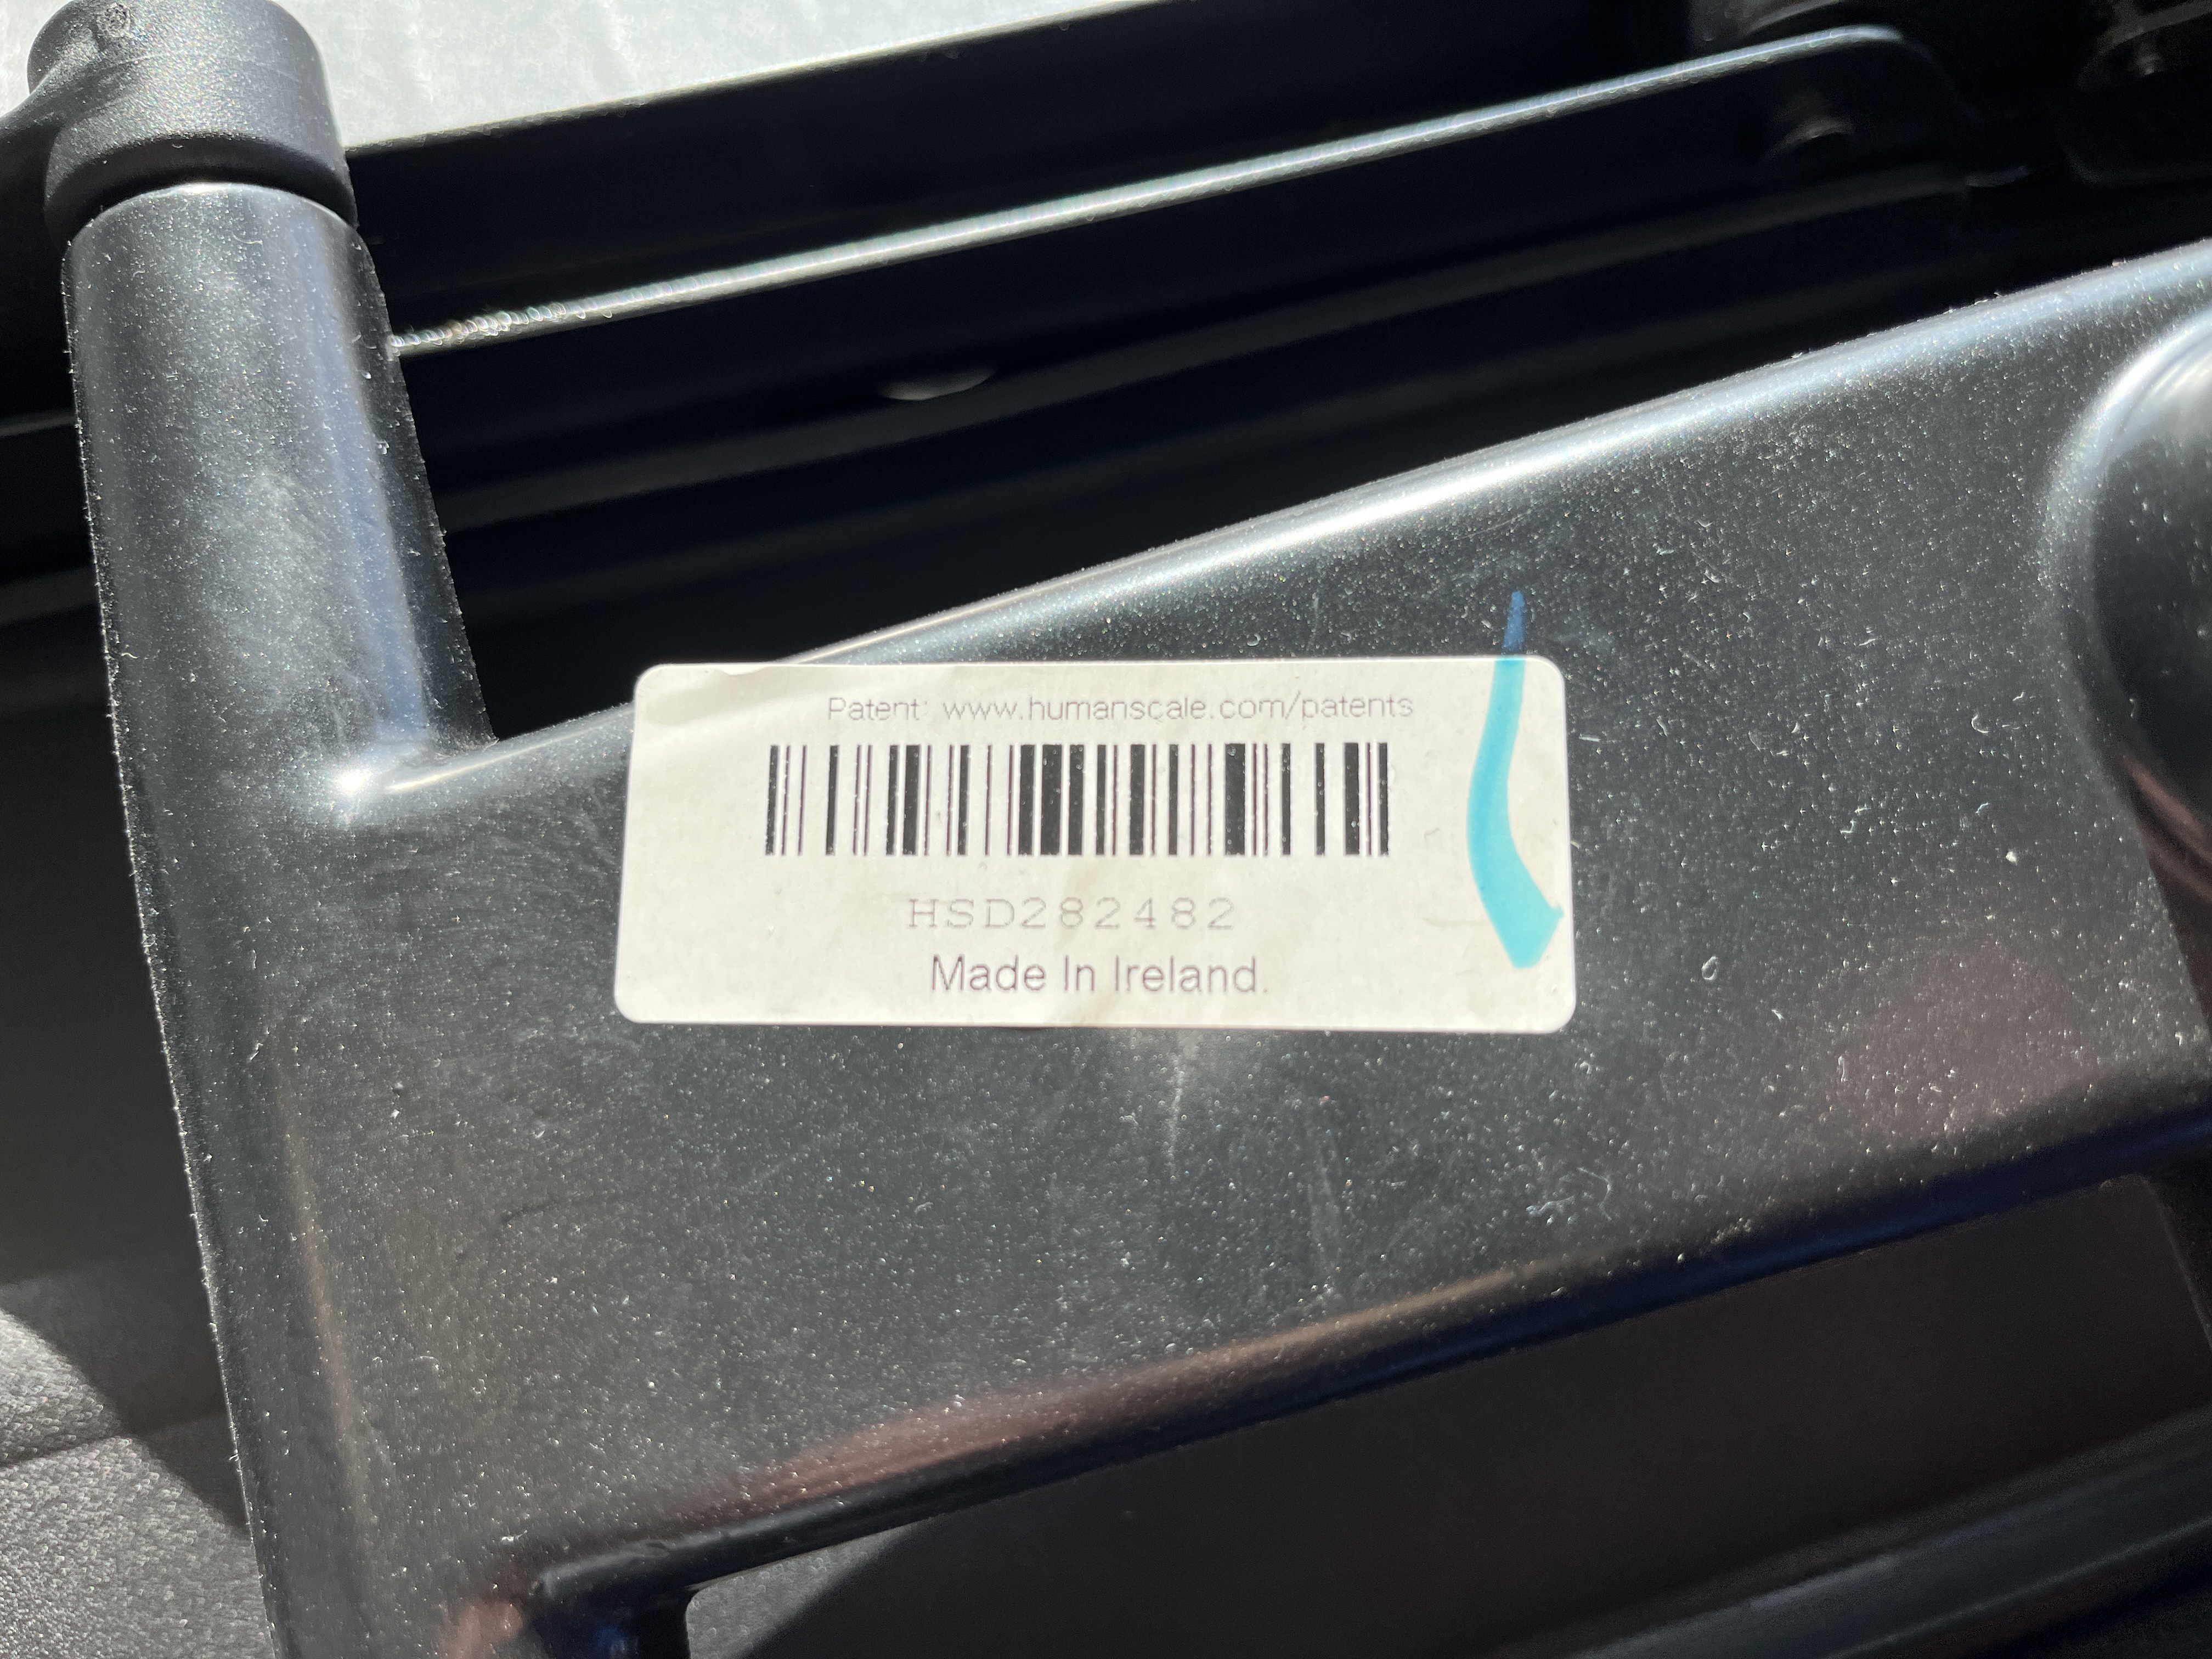 Patent: www.humanscale.com/patents
HSD282482
Made In Ireland.